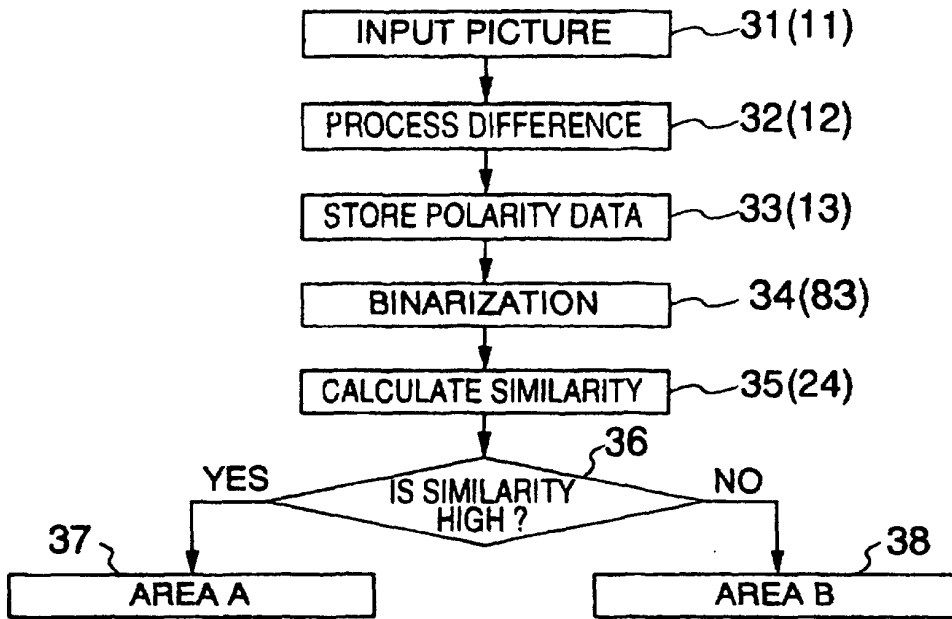 INPUT PICTURE 31(11)
PROCESS DIFFERENCE 32(12)
STORE POLARITY DATA 33(13)
BINARIZATION 34(83)
CALCULATE SIMILARITY 35(24)
36
YES IS SIMILARITY NO
HIGH ?
37 38
AREA A AREA B